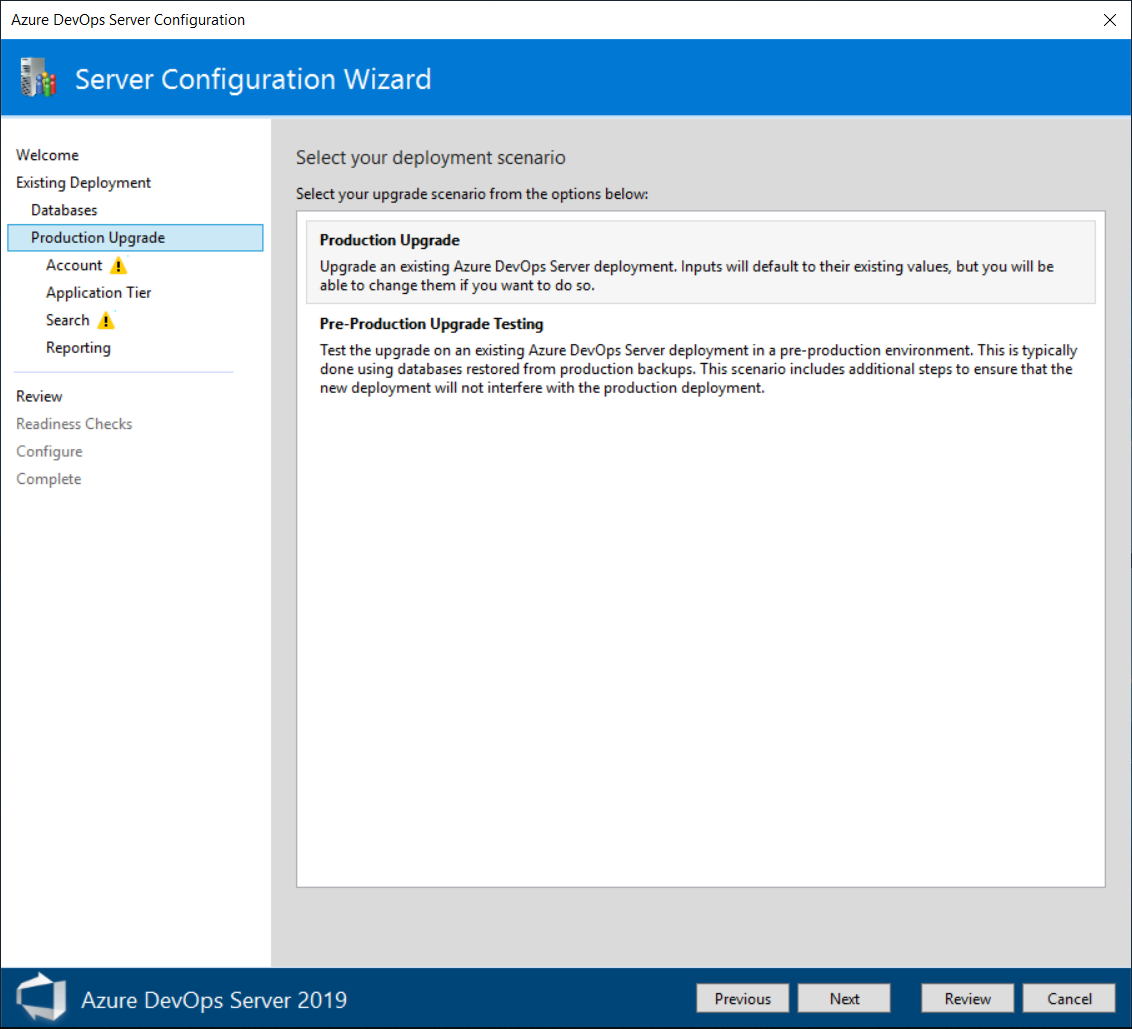 Azure DevOps Server Configuration
Server Configuration Wizard
Welcome
Existing Deployment
Databases
Production Upgrade
Account
Application Tier
Search
Reporting
Review
Readiness Checks
Configure
Complete
Select your deployment scenario
Select your upgrade scenario from the options below:
Production Upgrade
Upgrade an existing Azure DevOps Server deployment. Inputs will default to their existing values, but you will be
able to change them if you want to do so.
Pre-Production Upgrade Testing
Test the upgrade on an existing Azure DevOps Server deployment in a pre-production environment. This is typically
done using databases restored from production backups. This scenario includes additional steps to ensure that the
new deployment will not interfere with the production deployment.
Azure DevOps Server 2019
Previous
Next
Review
Cancel